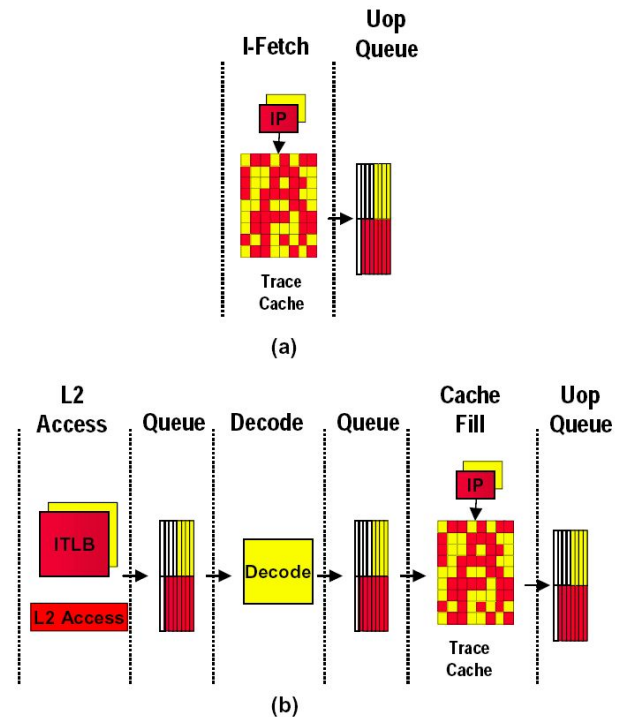 I-Fetch
Uop
Queue
IP
Trace
Cache
(a)
L2
Access
Queue
Decode
Queue
Cache
Fill
Uop
Queue
ITLB
L2 Access
Decode
IP
Trace
Cache
(b)